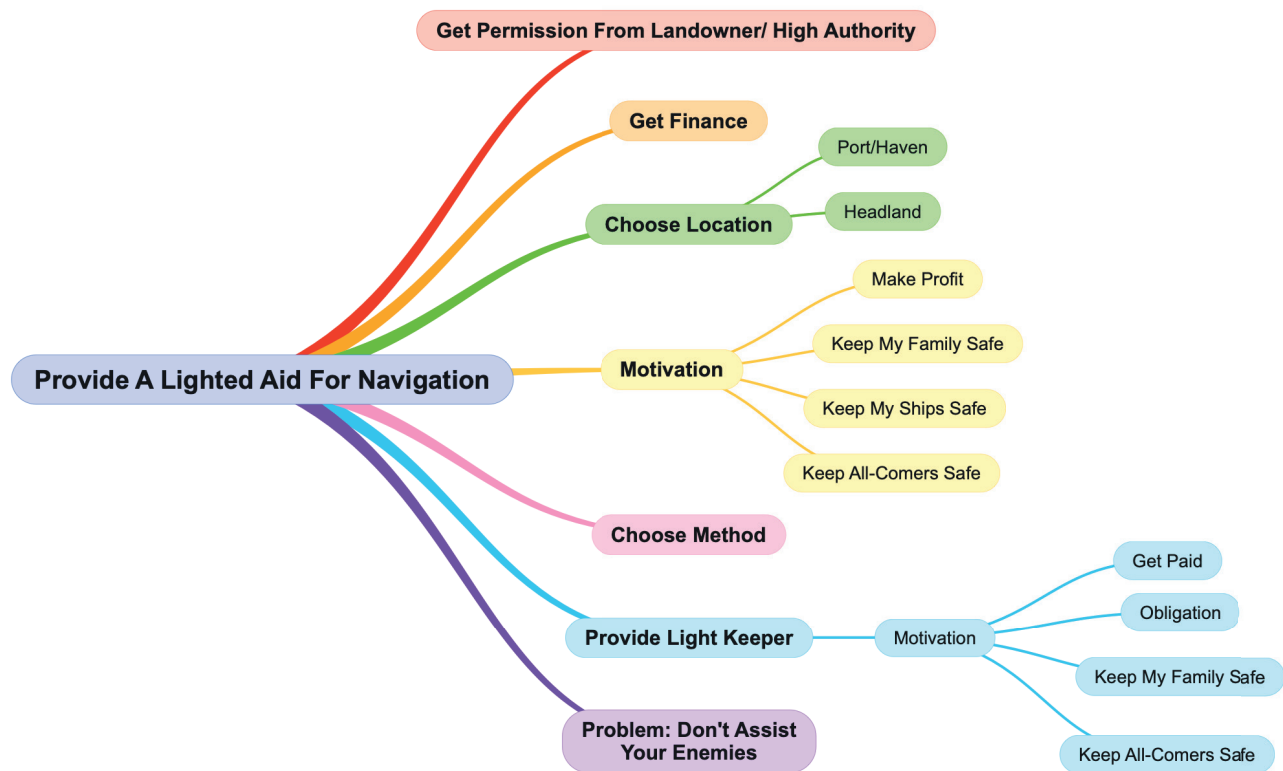 Get Permission From Landowner/ High Authority
Get Finance
Port/Haven
Headland
Choose Location
Make Profit
Keep My Family Safe
Motivation
Provide A Lighted Aid For Navigation
Keep My Ships Safe
Keep All-Comers Safe
Choose Method
Get Paid
Obligation
Provide Light Keeper
Motivation
Keep My Family Safe
Problem: Don't Assist
Your Enemies
Keep All-Comers Safe